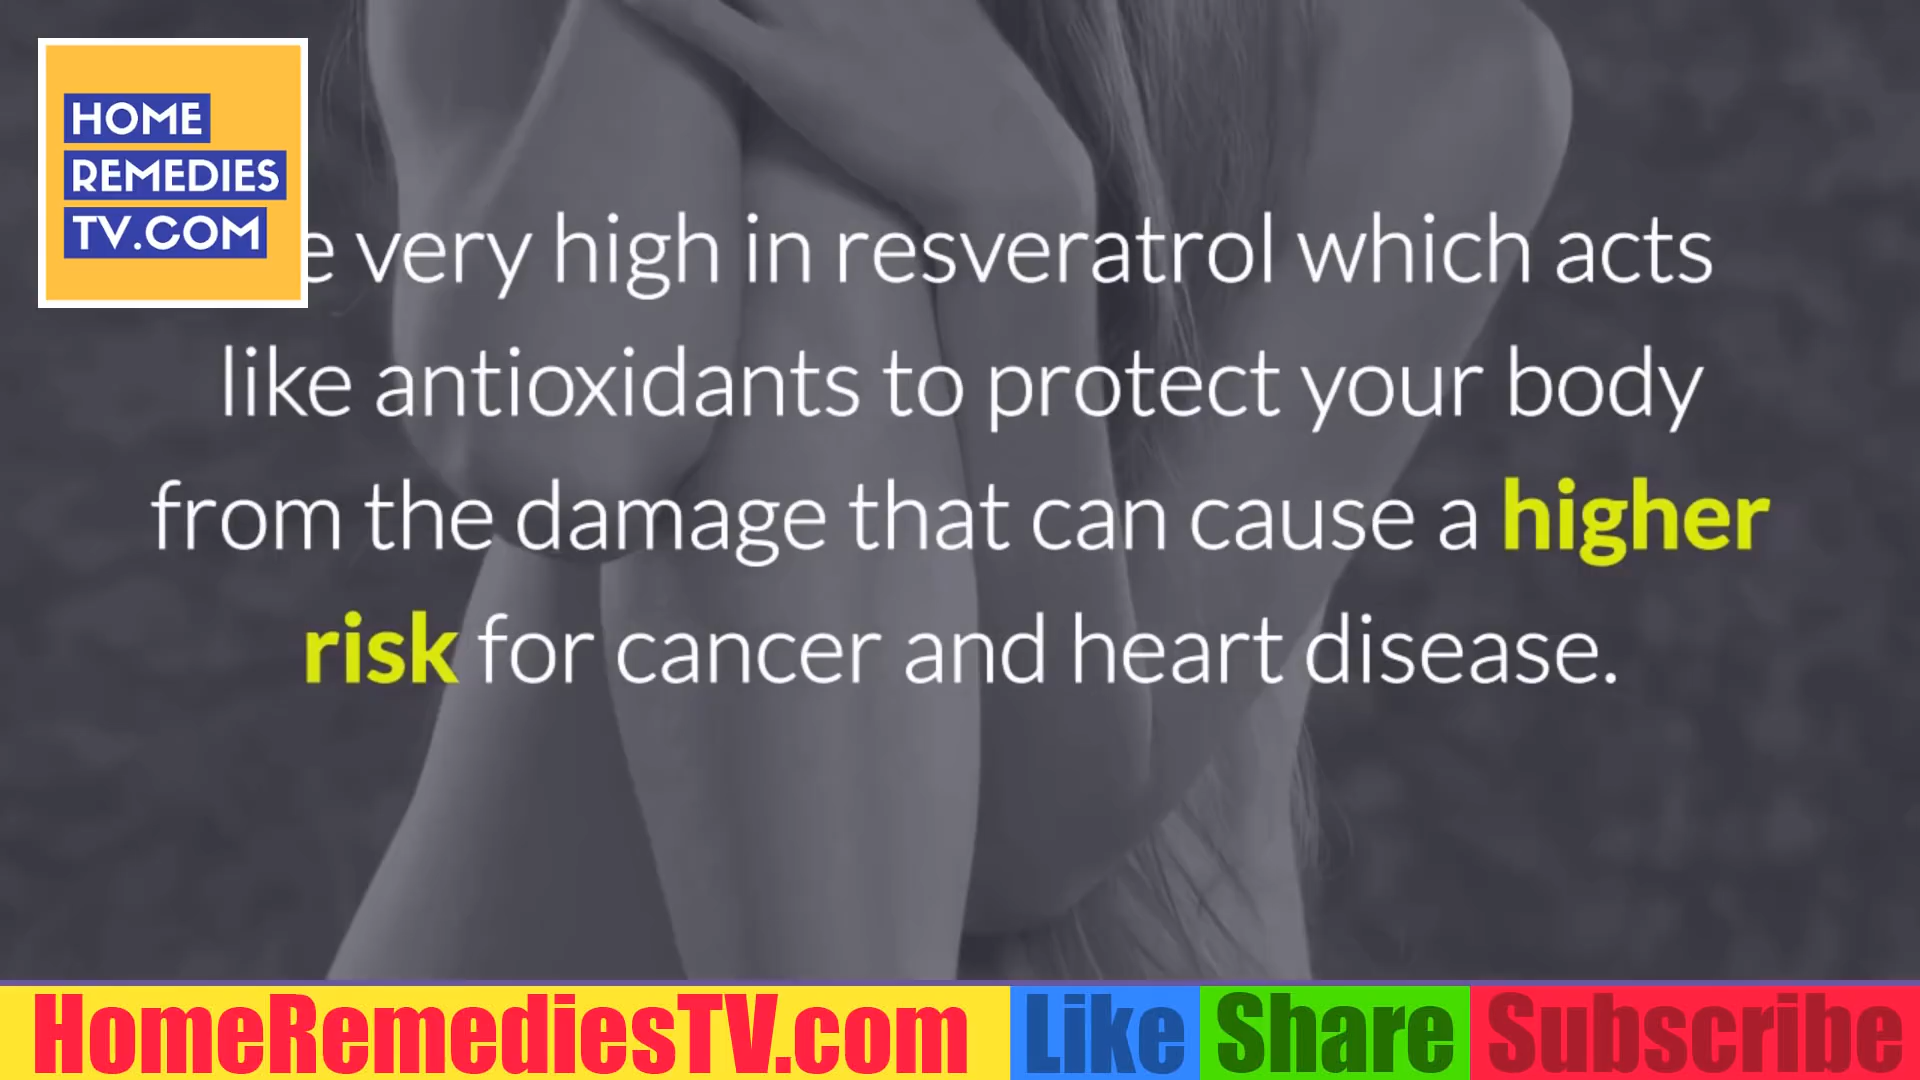 HOME
REMEDIES
TV.COM
e very high in resveratrol which acts
like antioxidants to protect your body
from the damage that can cause a higher
risk for cancer and heart disease.
HomeRemediesTV.com Like Share Subscribe